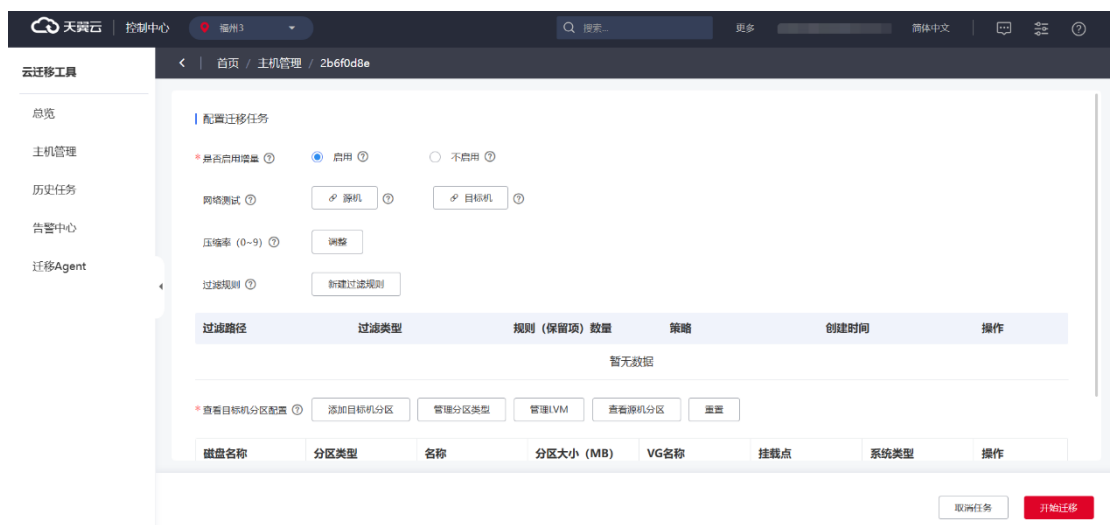 天翼云 控制中心 福州3 搜索... 更多 简体中文
云迁移工具
首页 / 主机管理 / 2b6f0d8e
总览
主机管理
历史任务
告警中心
迁移Agent
配置迁移任务
*是否启用增量 启用 不启用
网络测试 源机 目标机
压缩率（0~9） 调整
过滤规则 新建过滤规则
过滤路径 过滤类型 规则（保留项）数量 策略 创建时间 操作
暂无数据
*查看目标机分区配置 添加目标机分区 管理分区类型 管理LVM 查看源机分区 重置
磁盘名称 分区类型 名称 分区大小（MB） VG名称 挂载点 系统类型 操作
取消任务 开始迁移